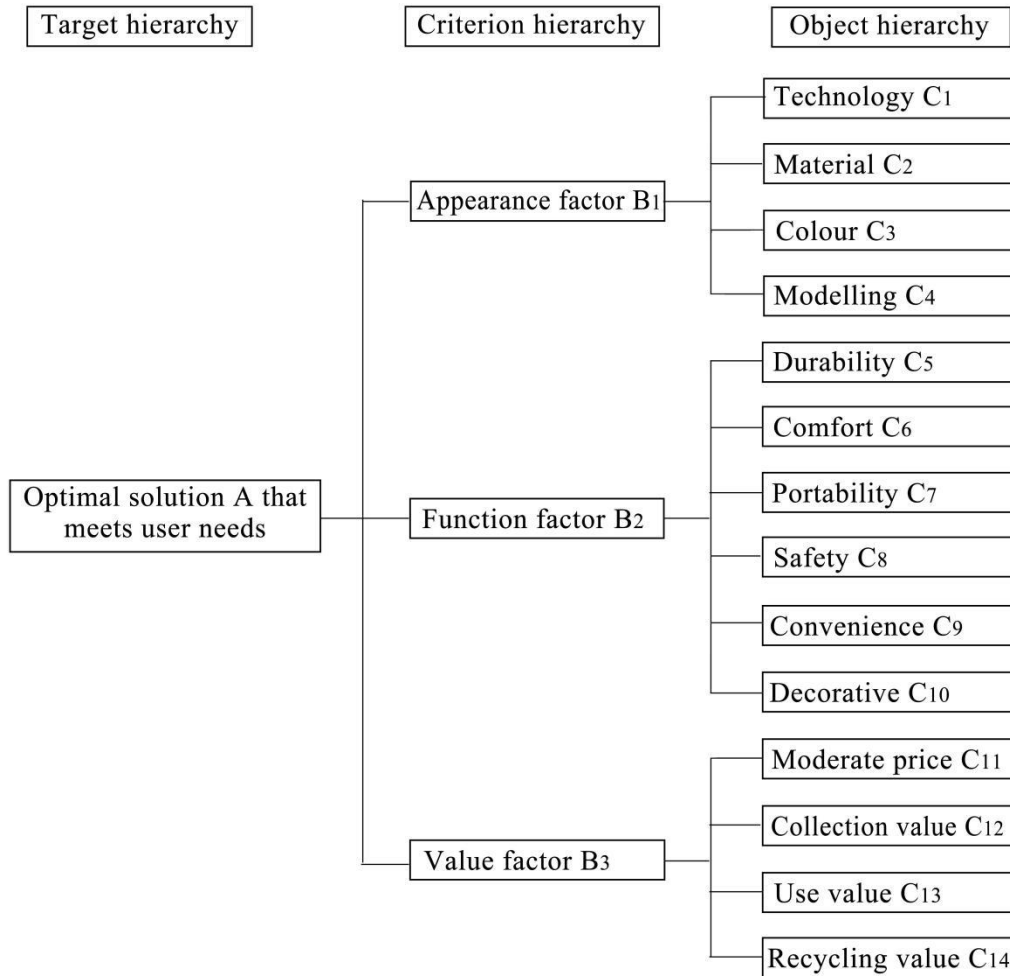 Target hierarchy
Criterion hierarchy
Object hierarchy
Technology C1
Material C2
Appearance factor B1
Colour C3
Modelling C4
Durability C5
Comfort C6
Optimal solution A that
meets user needs
Portability C7
Function factor B2
Safety C8
Convenience C9
Decorative C10
Moderate price C11
Collection value C12
Value factor B3
Use value C13
Recycling value C14